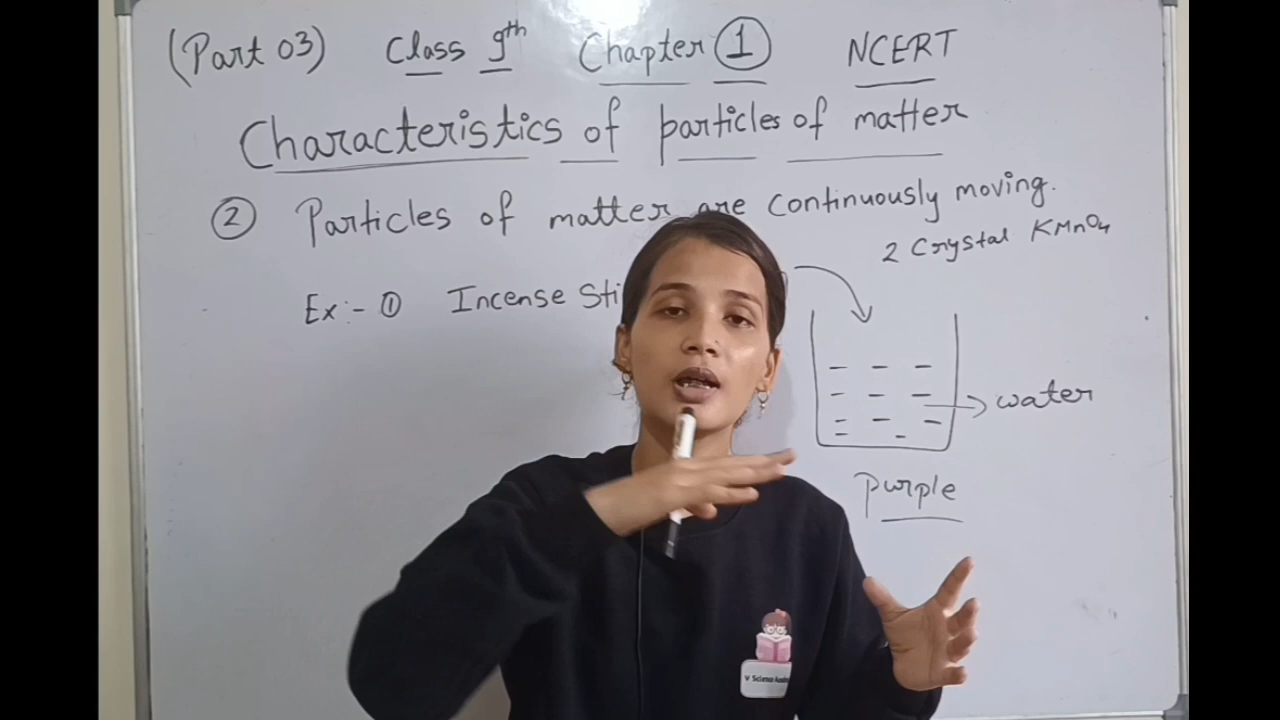 (Part 03) Class 9th Chapter ① NCERT
Characteristics of particles of matter
② Particles of matter are continuously moving.
2 Crystal KMnO4
Ex:- ① Incense
water
Purple
V Science